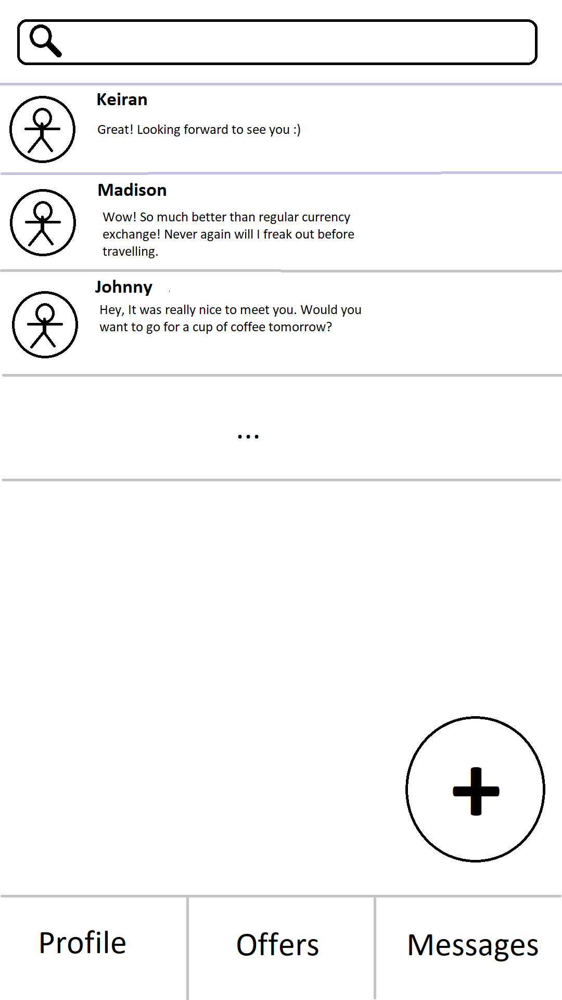 Keiran
Great! Looking forward to see you :)
Madison
Wow! So much better than regular currency
exchange! Never again will I freak out before
travelling.
Johnny
Hey, It was really nice to meet you. Would you
want to go for a cup of coffee tomorrow?
...
+
Profile
Offers
Messages